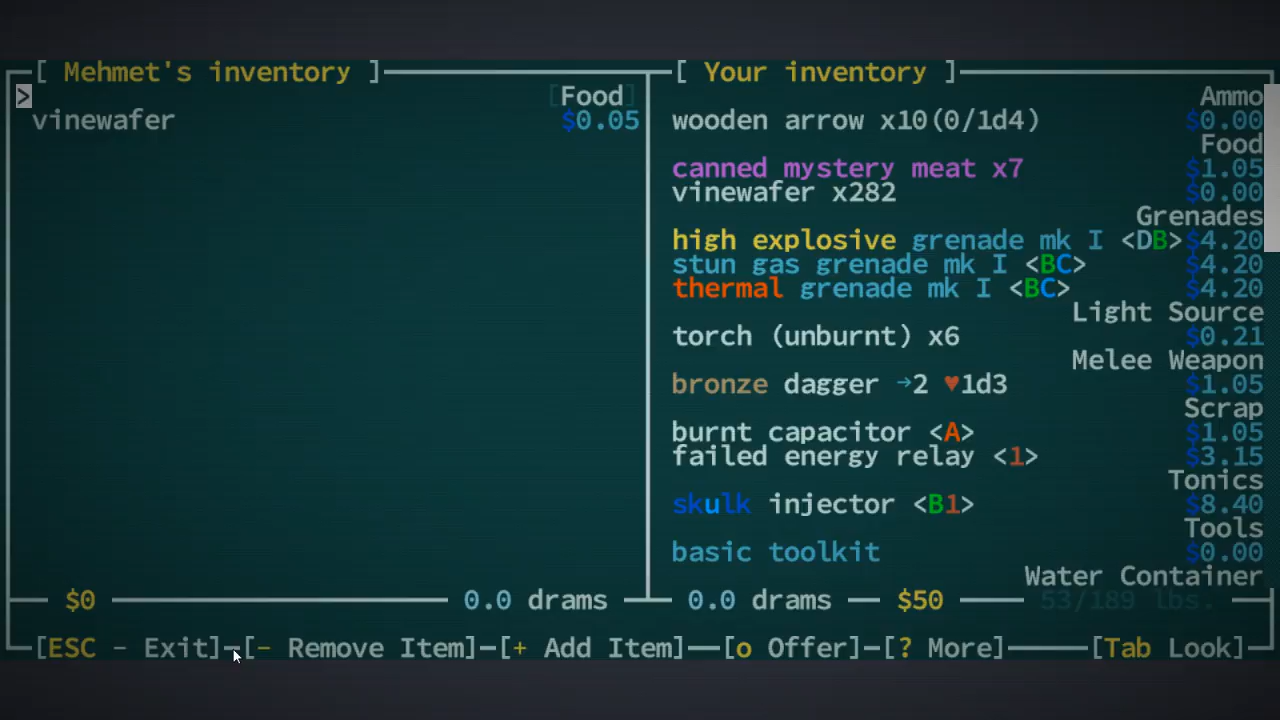 [ Mehmet's inventory ]
[ Your inventory ]
> [Food]
vinewafer $0.05
Ammo
wooden arrow x10(0/1d4) $0.00
Food
canned mystery meat x7 $1.05
vinewafer x282 $0.00
Grenades
high explosive grenade mk I <DB> $4.20
stun gas grenade mk I <BC> $4.20
thermal grenade mk I <BC> $4.20
Light Source
torch (unburnt) x6 $0.21
Melee Weapon
bronze dagger →2 ♥1d3 $1.05
Scrap
burnt capacitor <A> $1.05
failed energy relay <1> $3.15
Tonics
skulk injector <B1> $8.40
Tools
basic toolkit $0.00
Water Container
$0 0.0 drams 0.0 drams $50 53/189 lbs.
[ESC - Exit] [- Remove Item] [+ Add Item] [o Offer] [? More] [Tab Look]